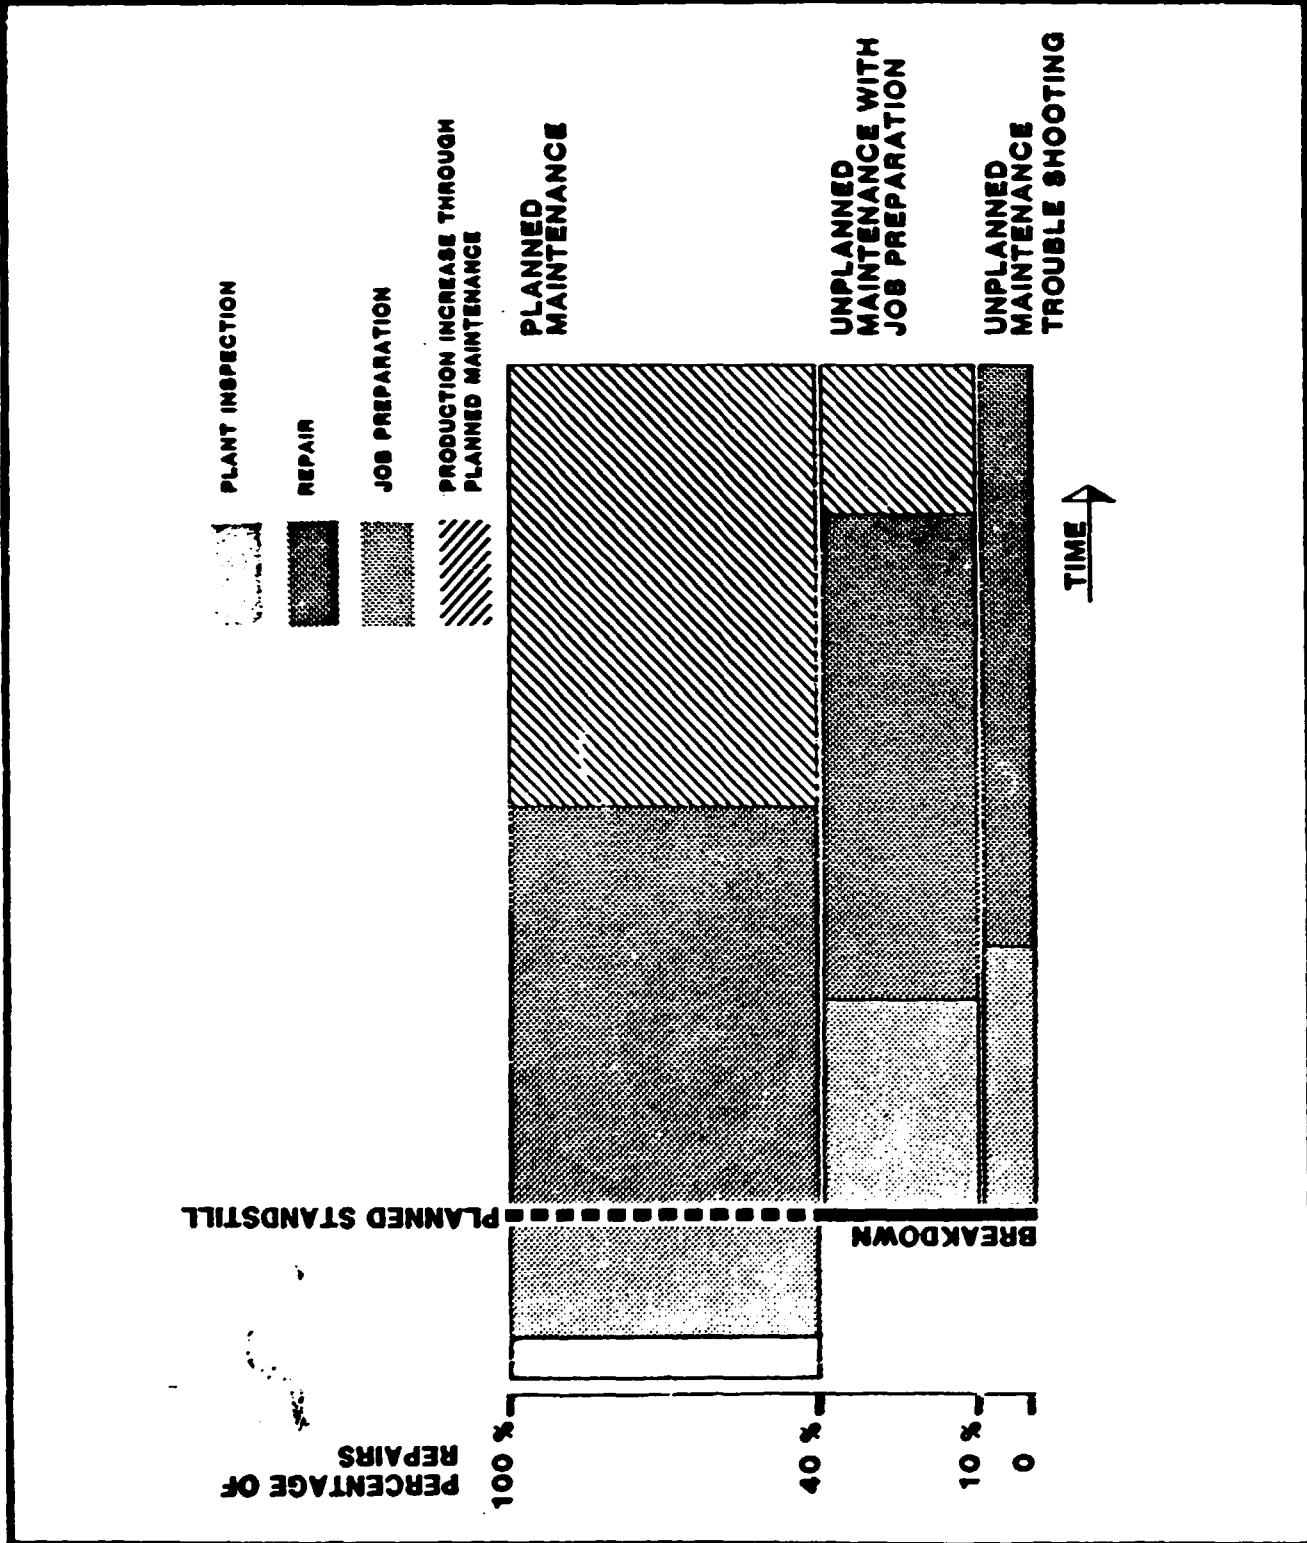 PLANT INSPECTION
REPAIR
JOB PREPARATION
PRODUCTION INCREASE THROUGH
PLANNED MAINTENANCE
PERCENTAGE OF
REPAIRS
PLANNED STANDSTILL
100 %
40 %
10 %
0
PLANNED
MAINTENANCE
UNPLANNED
MAINTENANCE WITH
JOB PREPARATION
UNPLANNED
MAINTENANCE
TROUBLE SHOOTING
BREAKDOWN
TIME